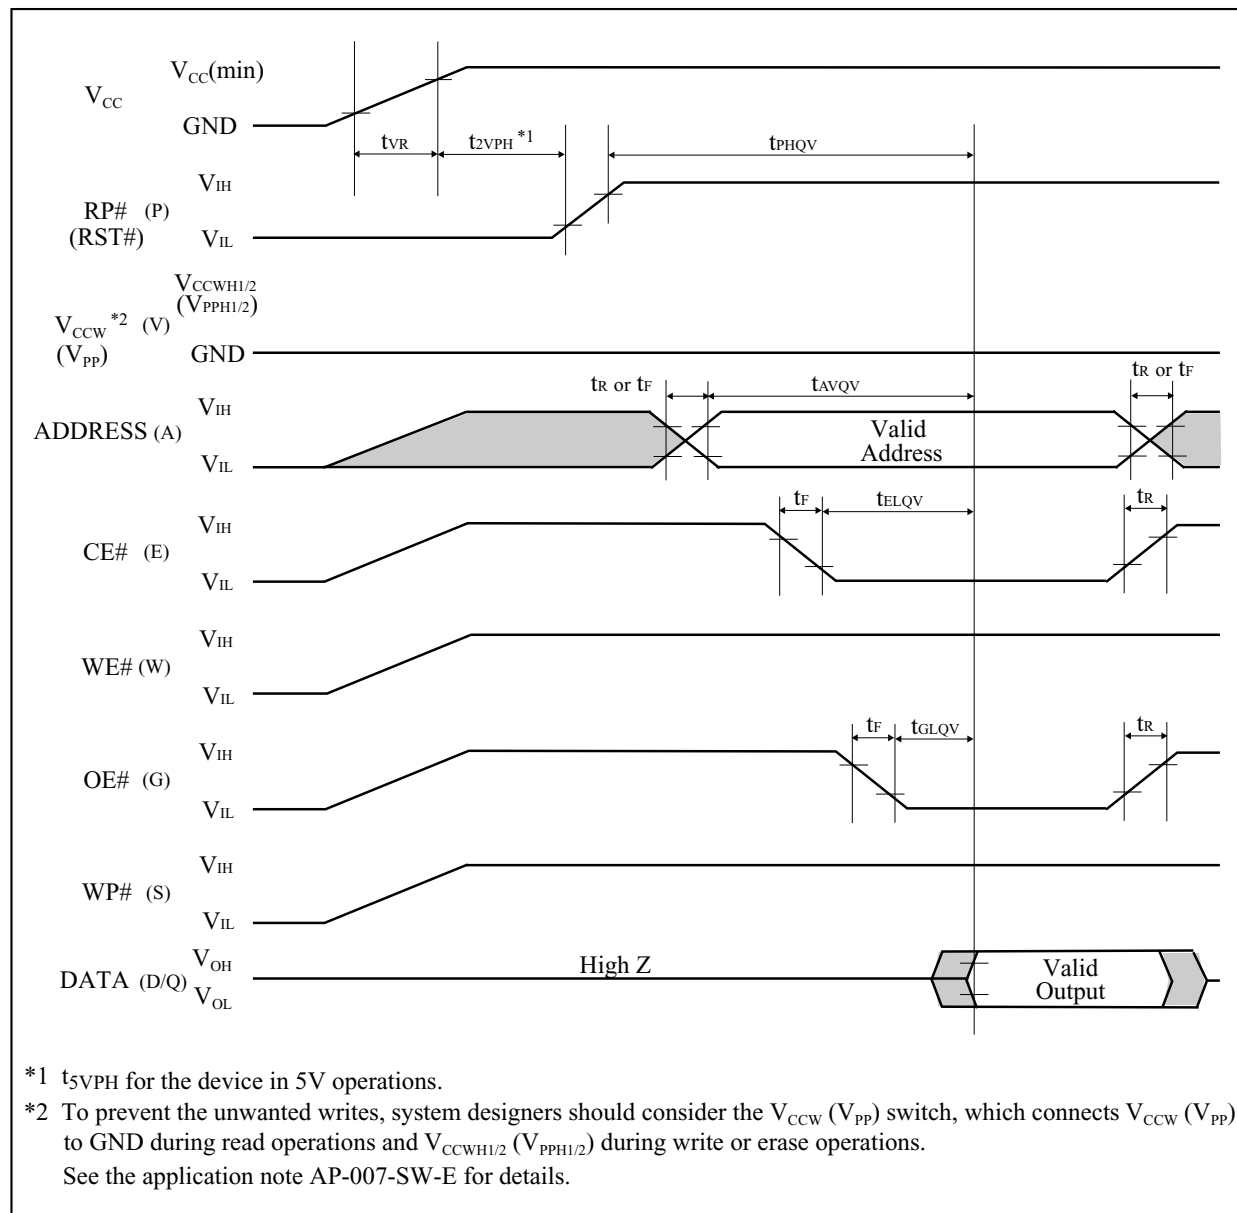 VCC(min)
VCC
GND
tVR
t2VPH *1
tPHQV
VIH
RP# (P)
(RST#)
VIL
VCCWH1/2
(VPPH1/2)
VCCW *2 (V)
(VPP)
GND
tR or tF
tAVQV
tR or tF
VIH
ADDRESS (A)
Valid
Address
VIL
tF
tELQV
tR
VIH
CE# (E)
VIL
VIH
WE# (W)
VIL
tF
tGLQV
tR
VIH
OE# (G)
VIL
VIH
WP# (S)
VIL
VOH
High Z
DATA (D/Q)
Valid
Output
VOL
*1 t5VPH for the device in 5V operations.
*2 To prevent the unwanted writes, system designers should consider the VCCW (VPP) switch, which connects VCCW (VPP)
to GND during read operations and VCCWH1/2 (VPPH1/2) during write or erase operations.
See the application note AP-007-SW-E for details.